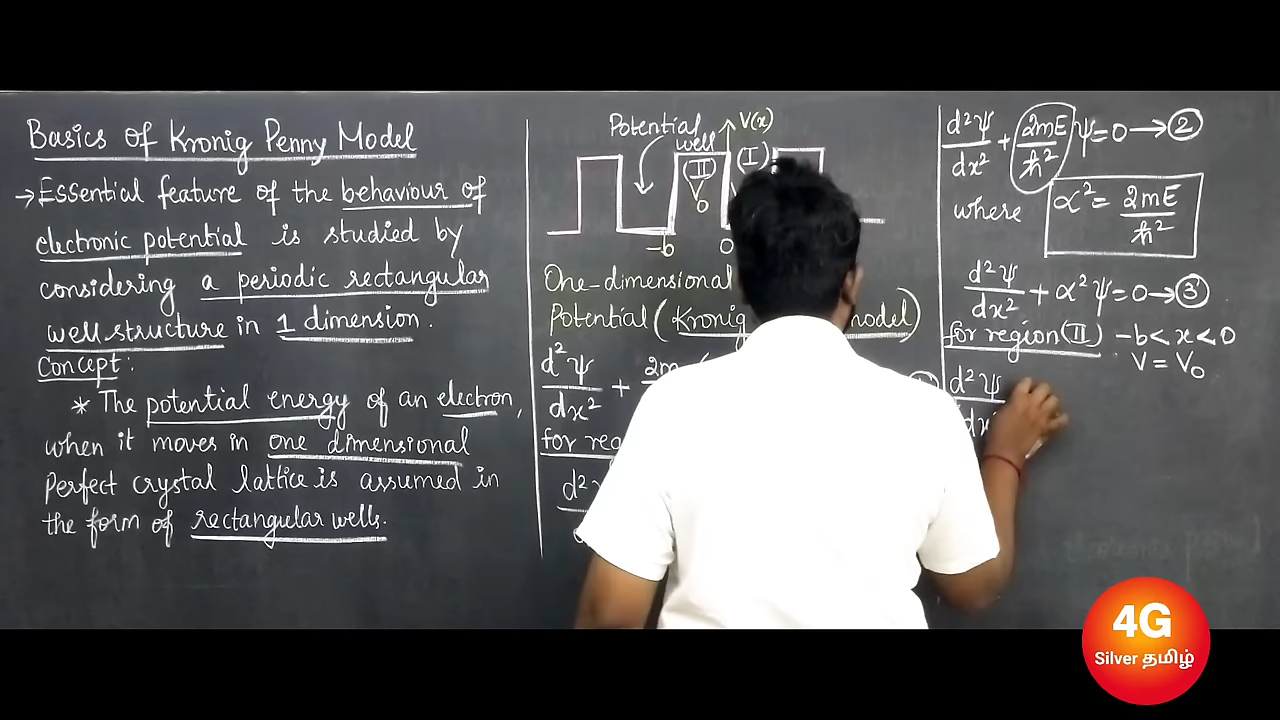 Basics of Kronig Penny Model
→ Essential feature of the behaviour of
electronic potential is studied by
considering a periodic rectangular
well structure in 1 dimension.
Concept:
* The potential energy of an electron,
when it moves in one dimensional
Perfect crystal lattice is assumed in
the form of rectangular wells.
Potential
well
V(x)
(II)
(I)
V
b
-b
0
One-dimensional
Potential (Kronig model)
d²ψ/dx² + 2m
for reg
d²
d²ψ/dx² + 2mE/ħ² ψ = 0 → ②
where α² = 2mE/ħ²
d²ψ/dx² + α²ψ = 0 → ③
for region (II) -b < x < 0
V = V₀
d²ψ
dx
4G
Silver தமிழ்